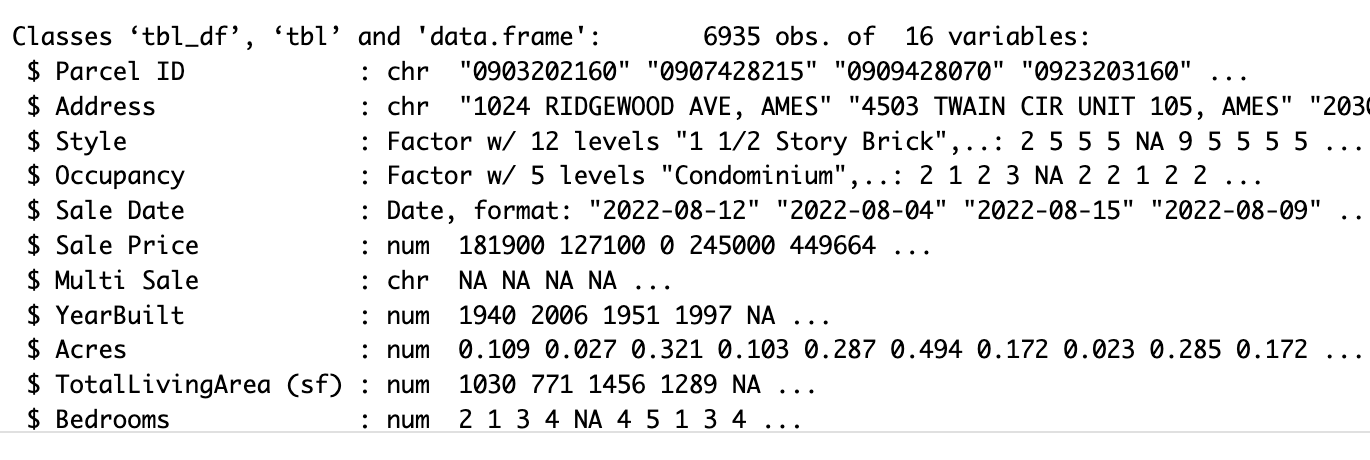 Classes ‘tbl_df’, ‘tbl’ and 'data.frame': 6935 obs. of 16 variables:
$ Parcel ID : chr "0903202160" "0907428215" "0909428070" "0923203160" ...
$ Address : chr "1024 RIDGEWOOD AVE, AMES" "4503 TWAIN CIR UNIT 105, AMES" "2030
$ Style : Factor w/ 12 levels "1 1/2 Story Brick",..: 2 5 5 5 NA 9 5 5 5 5 ...
$ Occupancy : Factor w/ 5 levels "Condominium",..: 2 1 2 3 NA 2 2 1 2 2 ...
$ Sale Date : Date, format: "2022-08-12" "2022-08-04" "2022-08-15" "2022-08-09" ..
$ Sale Price : num 181900 127100 0 245000 449664 ...
$ Multi Sale : chr NA NA NA NA ...
$ YearBuilt : num 1940 2006 1951 1997 NA ...
$ Acres : num 0.109 0.027 0.321 0.103 0.287 0.494 0.172 0.023 0.285 0.172 ...
$ TotalLivingArea (sf) : num 1030 771 1456 1289 NA ...
$ Bedrooms : num 2 1 3 4 NA 4 5 1 3 4 ...